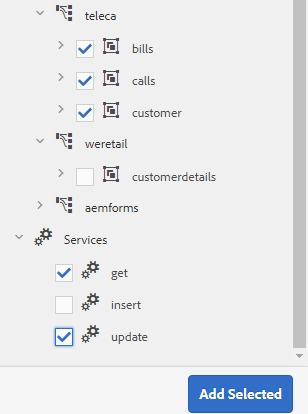 teleca
bills
calls
customer
weretail
customerdetails
aemforms
Services
get
insert
update
Add Selected